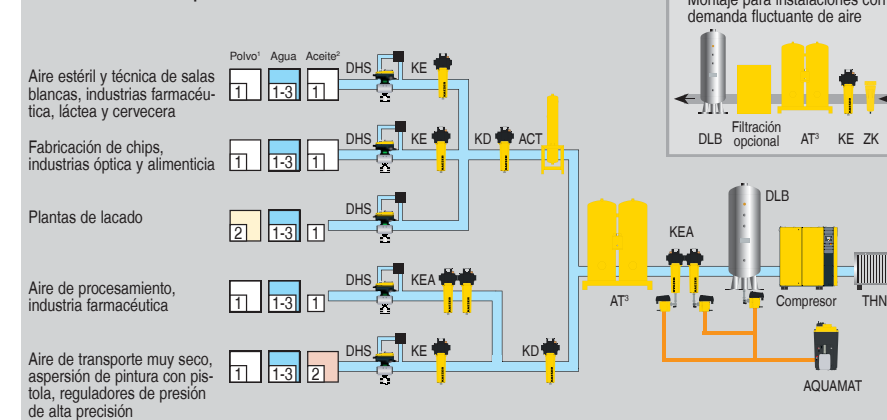 Montaje para instalaciones con
demanda fluctuante de aire
DLB
Filtración
opcional
AT³
KE
ZK
Polvo¹ Agua Aceite²
Aire estéril y técnica de salas
blancas, industrias farmacéu-
tica, láctea y cervecera
1 1-3 1
DHS
KE
Fabricación de chips,
industrias óptica y alimenticia
1 1-3 1
DHS
KE
KD
ACT
Plantas de lacado
2 1-3 1
DHS
Aire de procesamiento,
industria farmacéutica
1 1-3 1
DHS
KEA
Aire de transporte muy seco,
aspersión de pintura con pis-
tola, reguladores de presión
de alta precisión
1 1-3 2
DHS
KE
KD
AT³
KEA
DLB
Compresor
THN
AQUAMAT